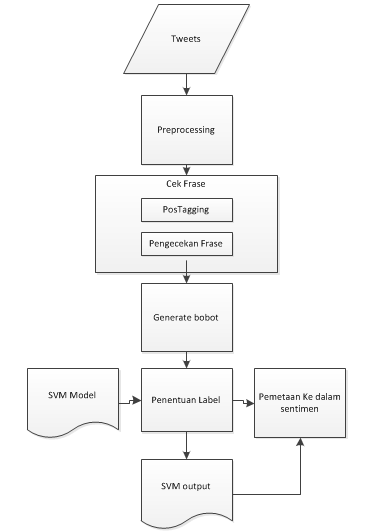 Tweets
Preprocessing
Cek Frase
PosTagging
Pengecekan Frase
Generate bobot
SVM Model
Penentuan Label
Pemetaan Ke dalam
sentimen
SVM output